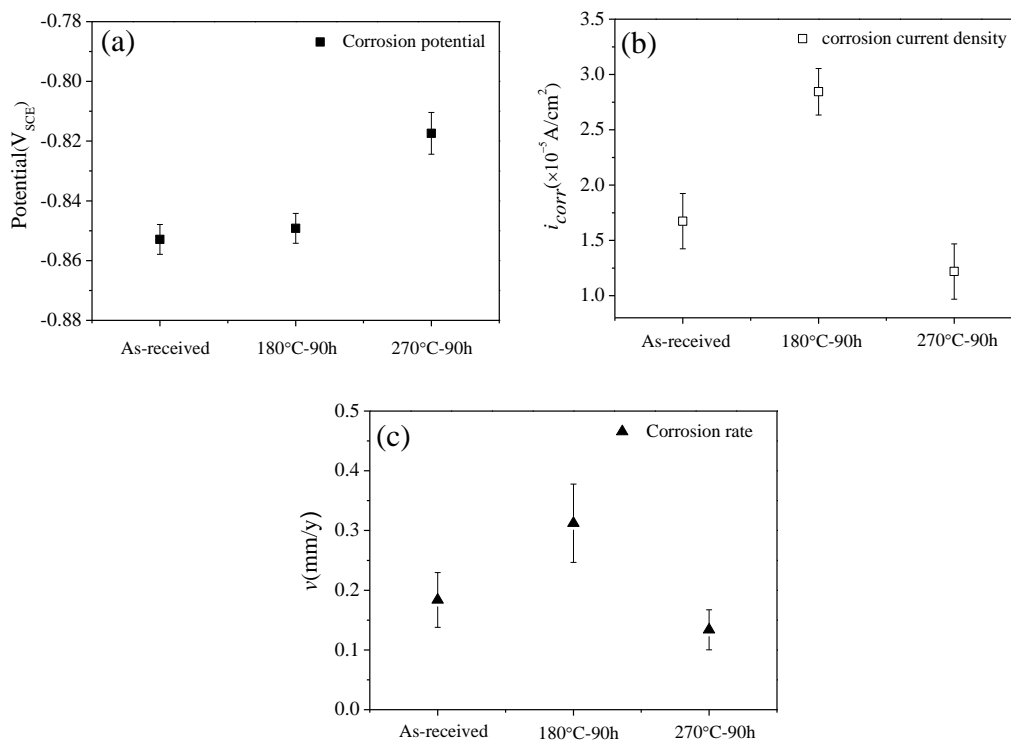 (a)
Corrosion potential
Potential(V_SCE)
-0.78
-0.80
-0.82
-0.84
-0.86
-0.88
As-received 180°C-90h 270°C-90h
(b)
corrosion current density
i_corr(×10⁻⁵A/cm²)
3.5
3.0
2.5
2.0
1.5
1.0
As-received 180°C-90h 270°C-90h
(c)
Corrosion rate
v(mm/y)
0.5
0.4
0.3
0.2
0.1
0.0
As-received 180°C-90h 270°C-90h